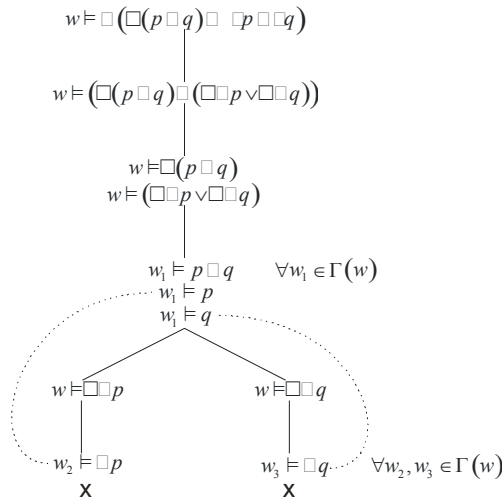 w ⊨ □(□(p □ q) □ □p □ □q)
w ⊨ (□(p □ q) □ (□□p ∨ □□q))
w ⊨ □(p □ q)
w ⊨ (□□p ∨ □□q)
w₁ ⊨ p □ q ∀w₁ ∈ Γ(w)
w₁ ⊨ p
w₁ ⊨ q
w ⊨ □□p w ⊨ □□q
w₂ ⊨ □p w₃ ⊨ □q ∀w₂, w₃ ∈ Γ(w)
X X